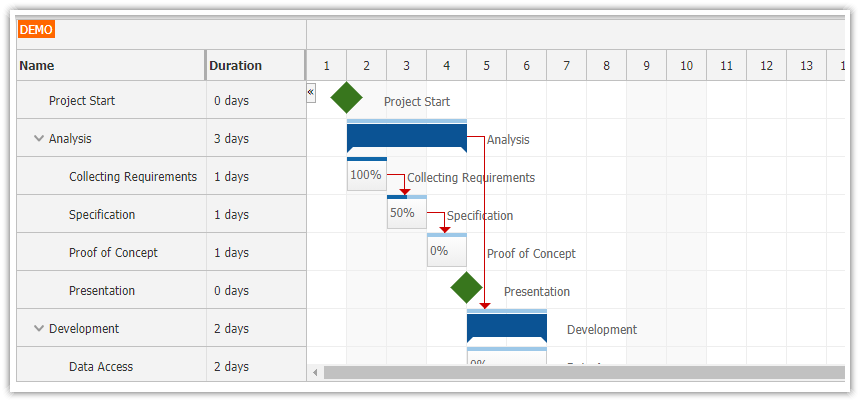 DEMO
Name Duration 1 2 3 4 5 6 7 8 9 10 11 12 13
«
Project Start 0 days Project Start
Analysis 3 days Analysis
Collecting Requirements 1 days 100% Collecting Requirements
Specification 1 days 50% Specification
Proof of Concept 1 days 0% Proof of Concept
Presentation 0 days Presentation
Development 2 days Development
Data Access 2 days 0%